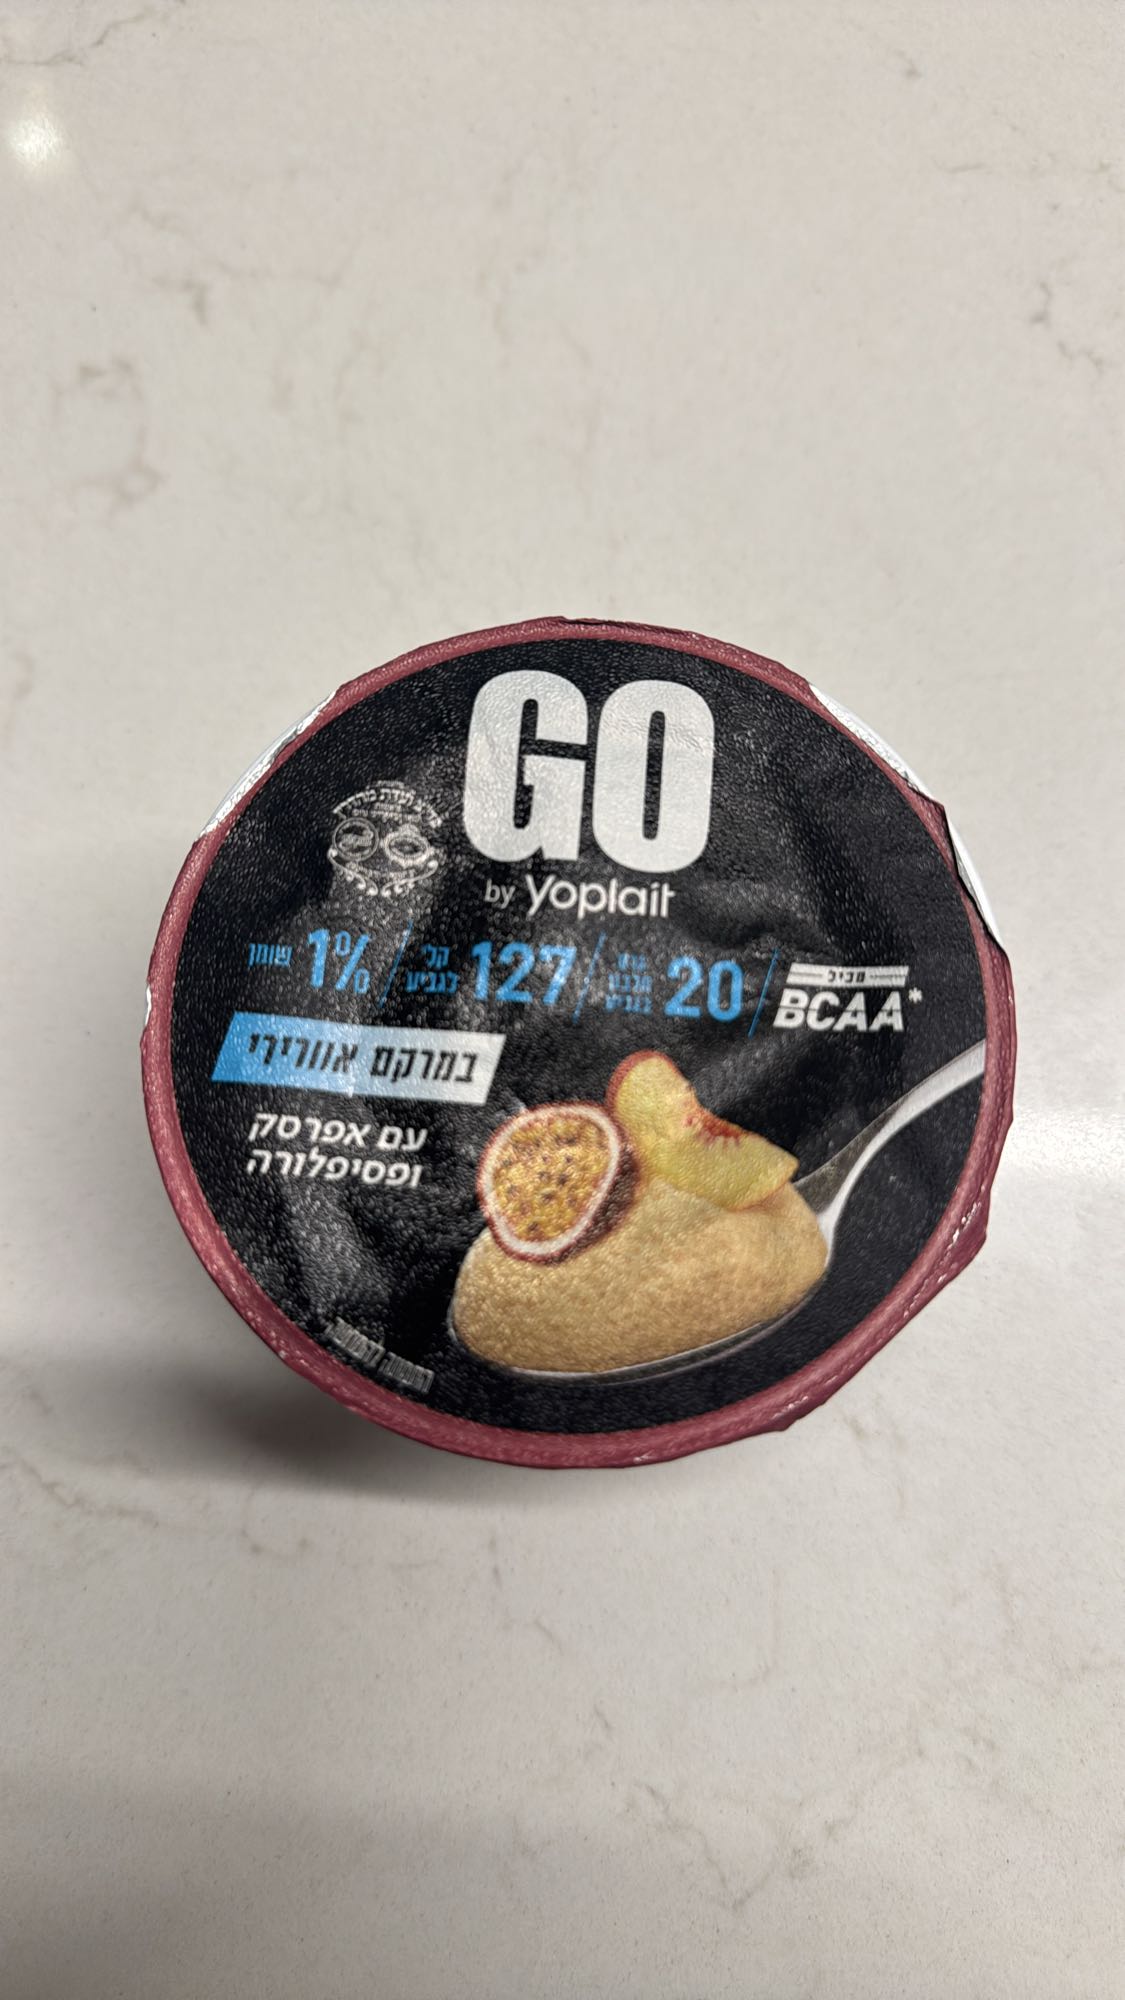 GO
by Yoplait
מכיל
BCAA*
20 גרם חלבון בגביע / 127 קל' לגביע / 1% שומן
במרקם אוורירי
עם אפרסק
ופסיפלורה